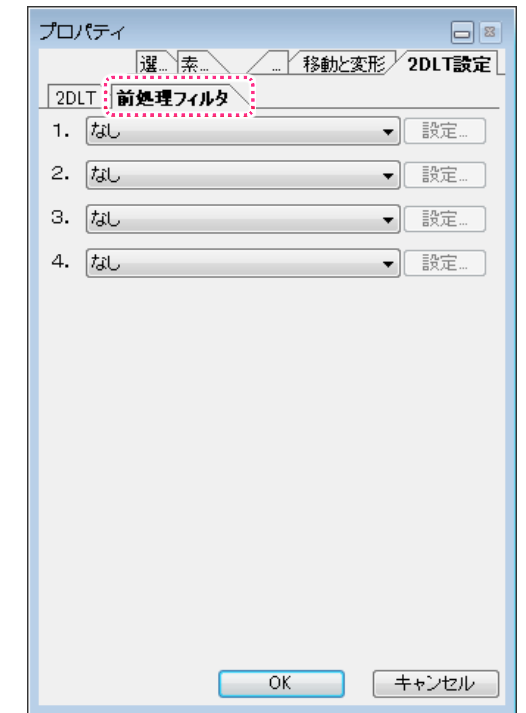 プロパティ
選... 素... ... 移動と変形 2DLT設定
2DLT 前処理フィルタ
1. なし 設定...
2. なし 設定...
3. なし 設定...
4. なし 設定...
OK キャンセル